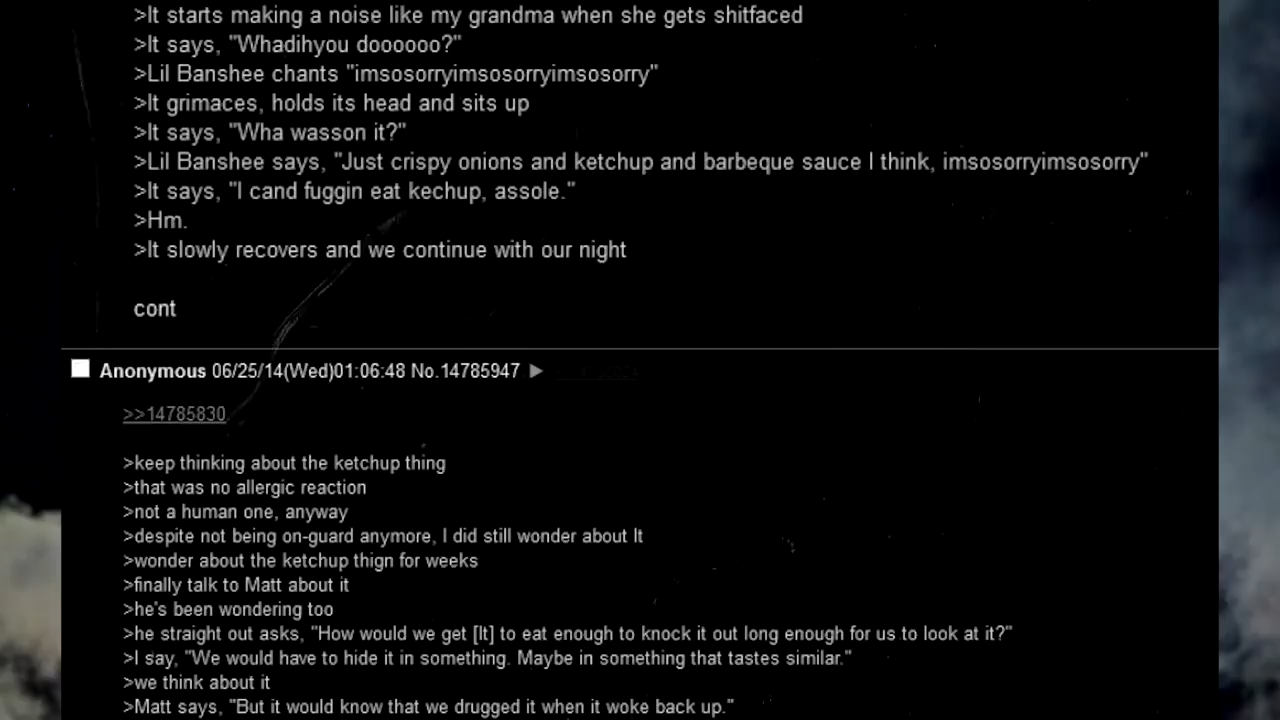 >It starts making a noise like my grandma when she gets shitfaced
>It says, "Whadihyou doooooo?"
>Lil Banshee chants "imsosorryimsosorryimsosorry"
>It grimaces, holds its head and sits up
>It says, "Wha wasson it?"
>Lil Banshee says, "Just crispy onions and ketchup and barbeque sauce I think, imsosorryimsosorry"
>It says, "I cand fuggin eat kechup, assole."
>Hm.
>It slowly recovers and we continue with our night
cont
Anonymous 06/25/14(Wed)01:06:48 No.14785947 ▶
>>14785830
>keep thinking about the ketchup thing
>that was no allergic reaction
>not a human one, anyway
>despite not being on-guard anymore, I did still wonder about It
>wonder about the ketchup thign for weeks
>finally talk to Matt about it
>he's been wondering too
>he straight out asks, "How would we get [It] to eat enough to knock it out long enough for us to look at it?"
>I say, "We would have to hide it in something. Maybe in something that tastes similar."
>we think about it
>Matt says, "But it would know that we drugged it when it woke back up."